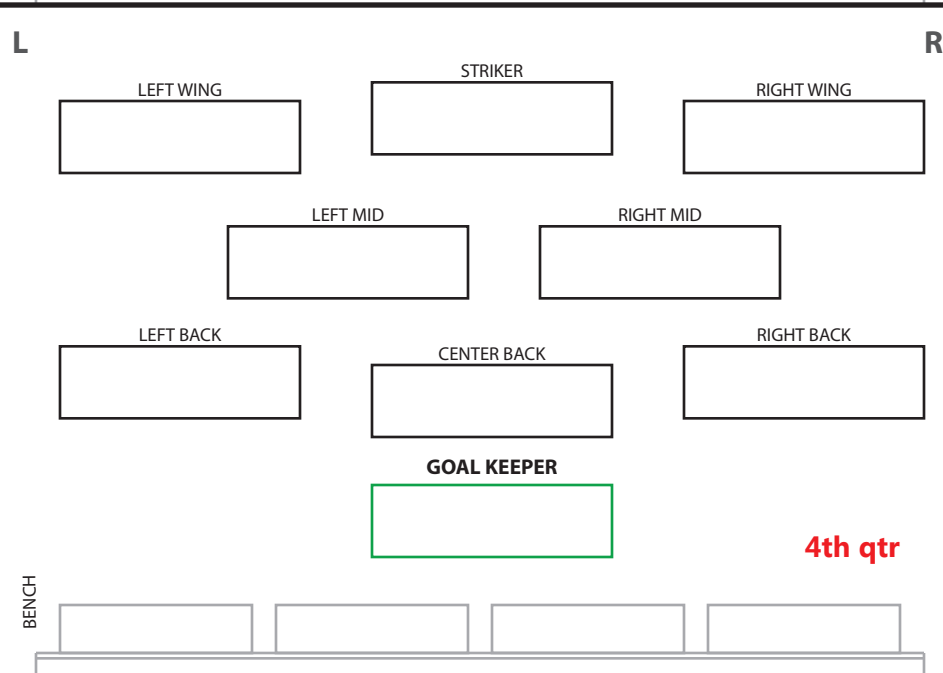 L
R
STRIKER
LEFT WING
RIGHT WING
LEFT MID
RIGHT MID
LEFT BACK
RIGHT BACK
CENTER BACK
GOAL KEEPER
4th qtr
BENCH